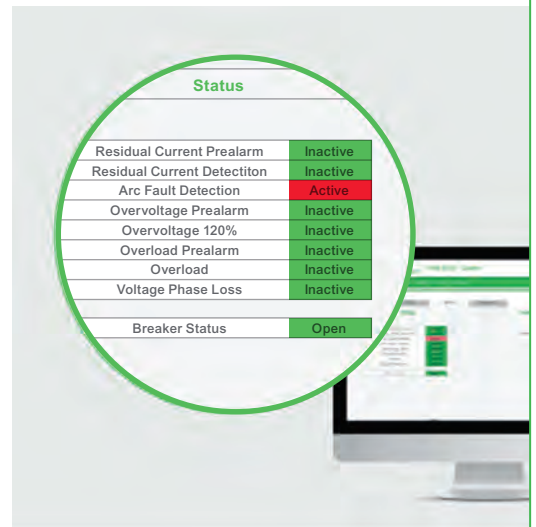 Status
Residual Current Prealarm Inactive
Residual Current Detectiton Inactive
Arc Fault Detection Active
Overvoltage Prealarm Inactive
Overvoltage 120% Inactive
Overload Prealarm Inactive
Overload Inactive
Voltage Phase Loss Inactive
Breaker Status Open